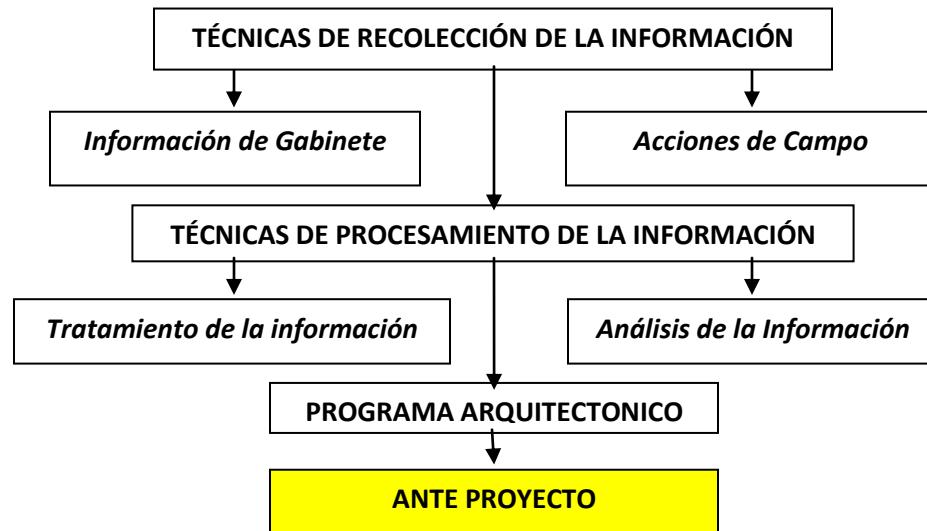 TÉCNICAS DE RECOLECCIÓN DE LA INFORMACIÓN
Información de Gabinete
Acciones de Campo
TÉCNICAS DE PROCESAMIENTO DE LA INFORMACIÓN
Tratamiento de la información
Análisis de la Información
PROGRAMA ARQUITECTONICO
ANTE PROYECTO